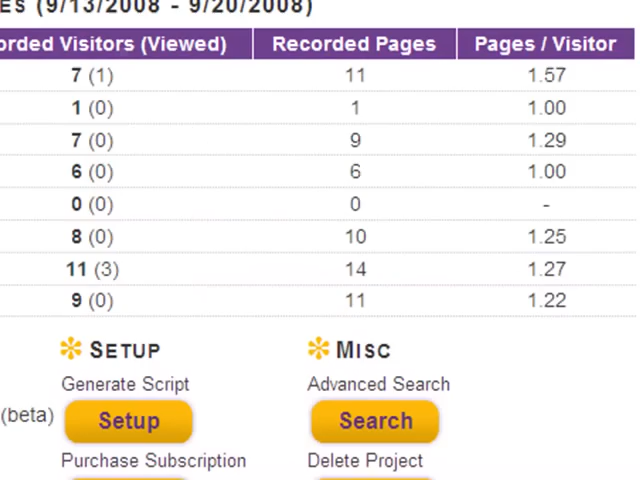 ES (9/13/2008 - 9/20/2008)
orded Visitors (Viewed) Recorded Pages Pages / Visitor
7 (1) 11 1.57
1 (0) 1 1.00
7 (0) 9 1.29
6 (0) 6 1.00
0 (0) 0 -
8 (0) 10 1.25
11 (3) 14 1.27
9 (0) 11 1.22
SETUP MISC
Generate Script Advanced Search
(beta) Setup Search
Purchase Subscription Delete Project